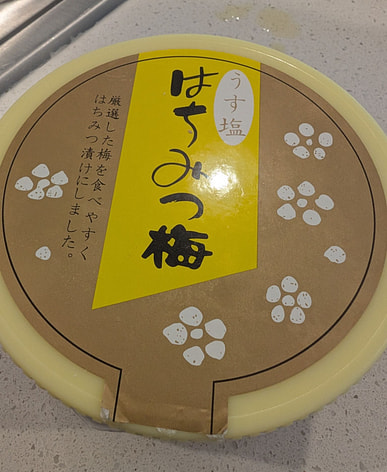 うす塩
はちみつ梅
厳選した梅を食べやすく
はちみつ漬けにしました。